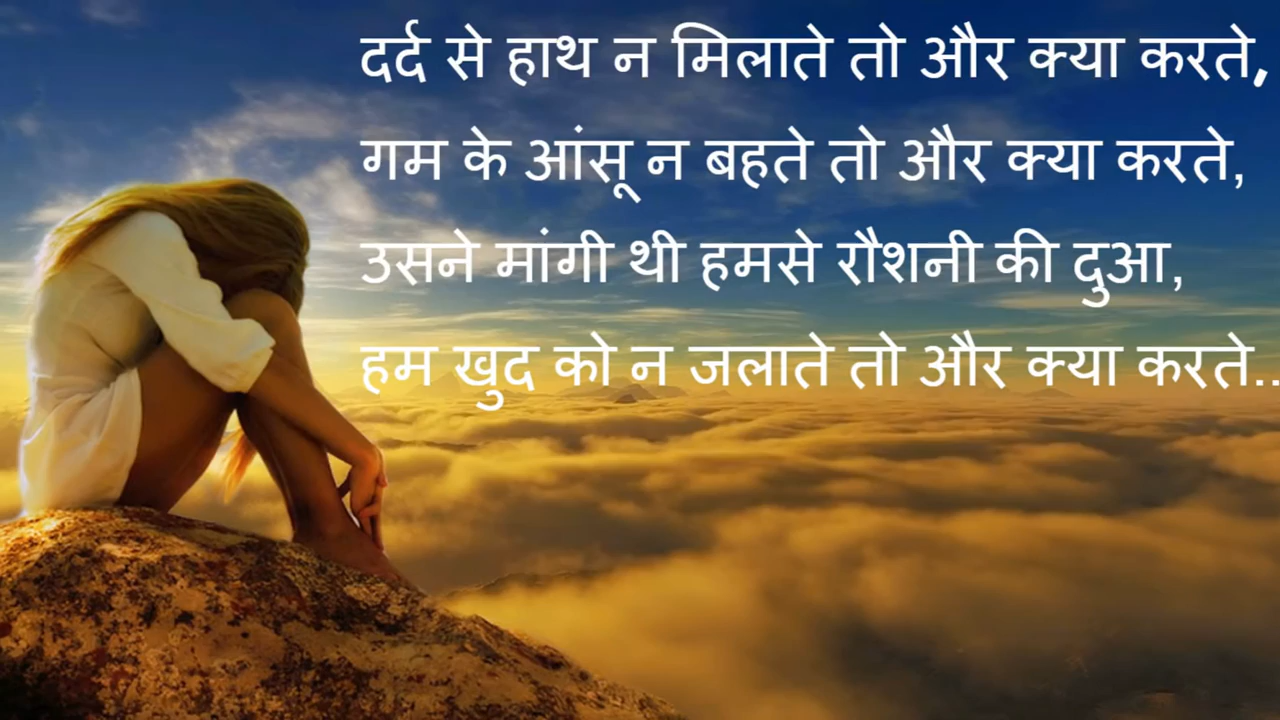 दर्द से हाथ न मिलाते तो और क्या करते,
गम के आंसू न बहते तो और क्या करते,
उसने मांगी थी हमसे रौशनी की दुआ,
हम खुद को न जलाते तो और क्या करते..